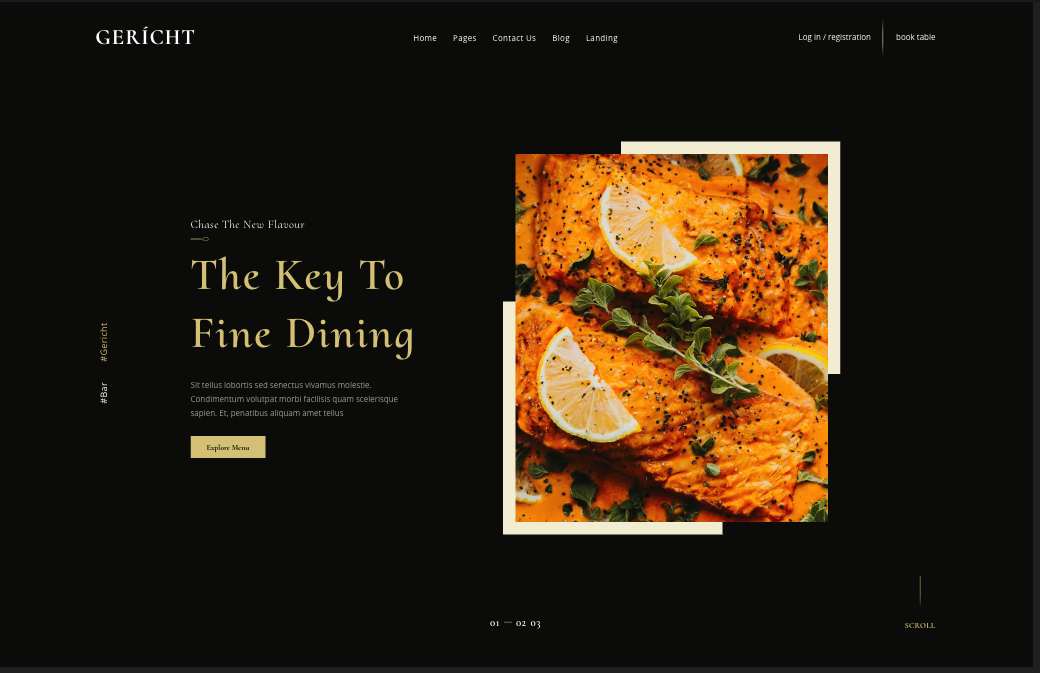 GERÍCHT
Home Pages Contact Us Blog Landing
Log in / registration book table
Chase The New Flavour
The Key To
Fine Dining
#Gericht
#Bar
Sit tellus lobortis sed senectus vivamus molestie.
Condimentum volutpat morbi facilisis quam scelerisque
sapien. Et, penatibus aliquam amet tellus
Explore Menu
01 — 02 03
SCROLL